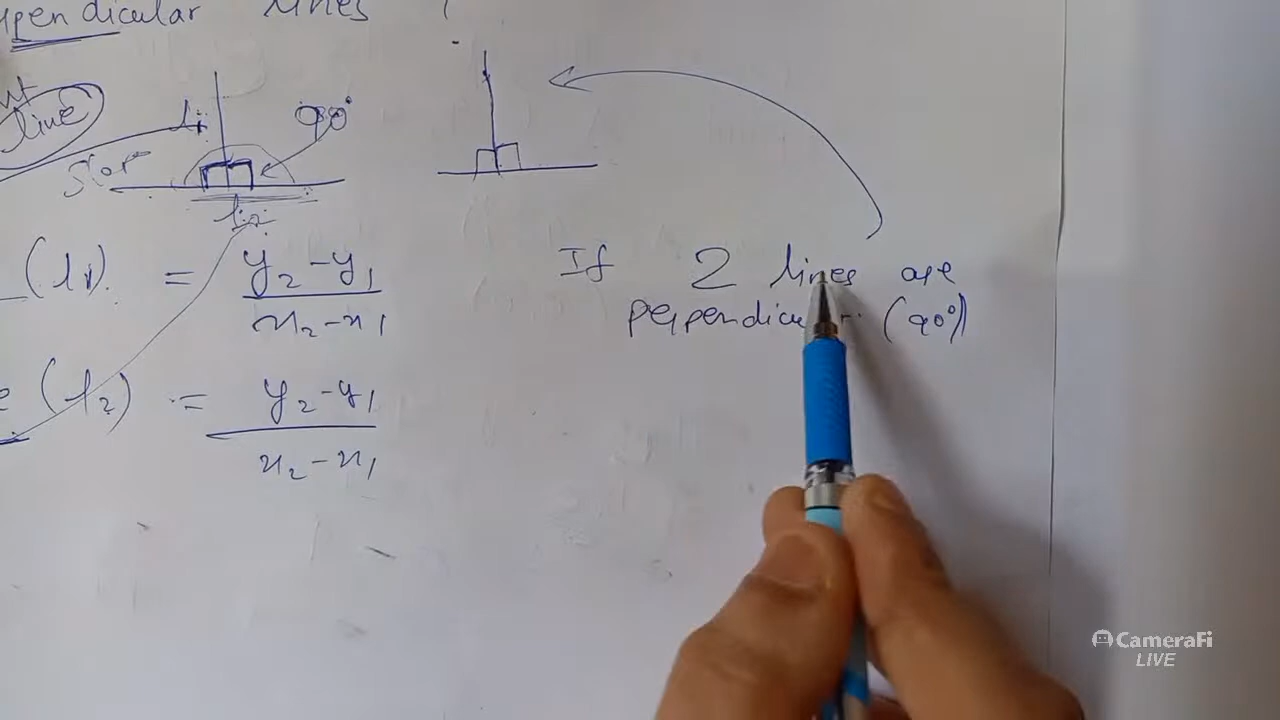 pendicular lines
line
l1
90°
l2
(l1) = y2-y1
x2-x1
If 2 lines are
perpendicular (90°)
(l2) = y2-y1
x2-x1
CameraFi
LIVE